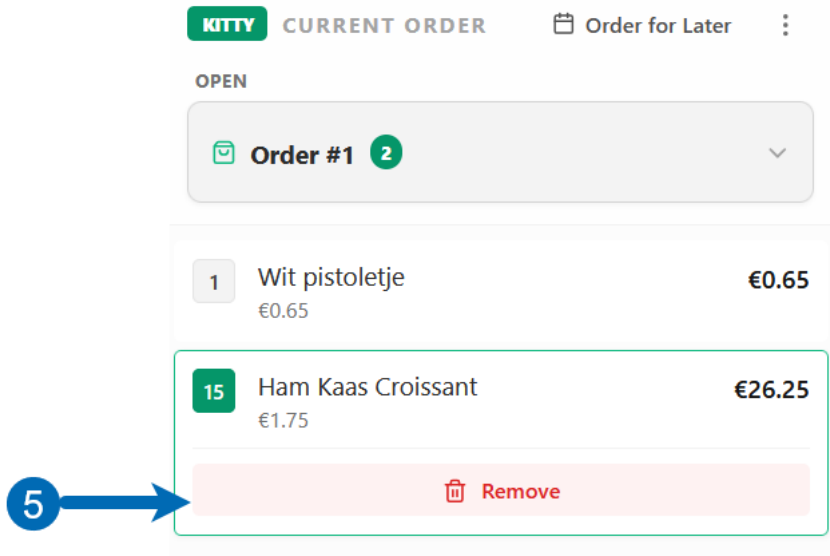 KITTY CURRENT ORDER Order for Later
OPEN
Order #1 2
1 Wit pistoletje €0.65
€0.65
15 Ham Kaas Croissant €26.25
€1.75
5 Remove